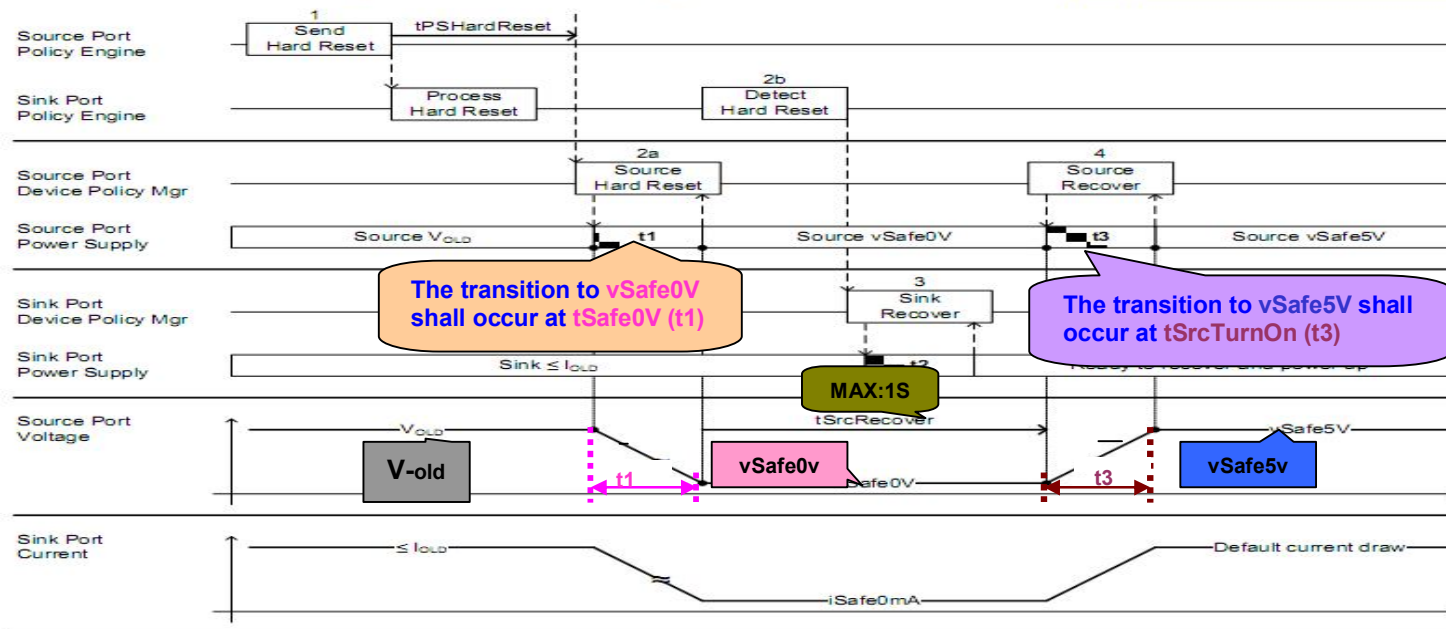 1
Source Port
Policy Engine
Send
Hard Reset
tPSHardReset
Sink Port
Policy Engine
Process
Hard Reset
2b
Detect
Hard Reset
Source Port
Device Policy Mgr
2a
Source
Hard Reset
4
Source
Recover
Source Port
Power Supply
Source VOLD
t1
Source vSafe0V
t3
Source vSafe5V
The transition to vSafe0V
shall occur at tSafe0V (t1)
The transition to vSafe5V shall
occur at tSrcTurnOn (t3)
Sink Port
Device Policy Mgr
3
Sink
Recover
Sink Port
Power Supply
Sink ≤ IOLD
t2
MAX:1S
Source Port
Voltage
VOLD
tSrcRecover
vSafe5V
V-old
vSafe0v
vSafe5v
t1
afe0V
t3
Sink Port
Current
≤ IOLD
≈
Default current draw
iSafe0mA